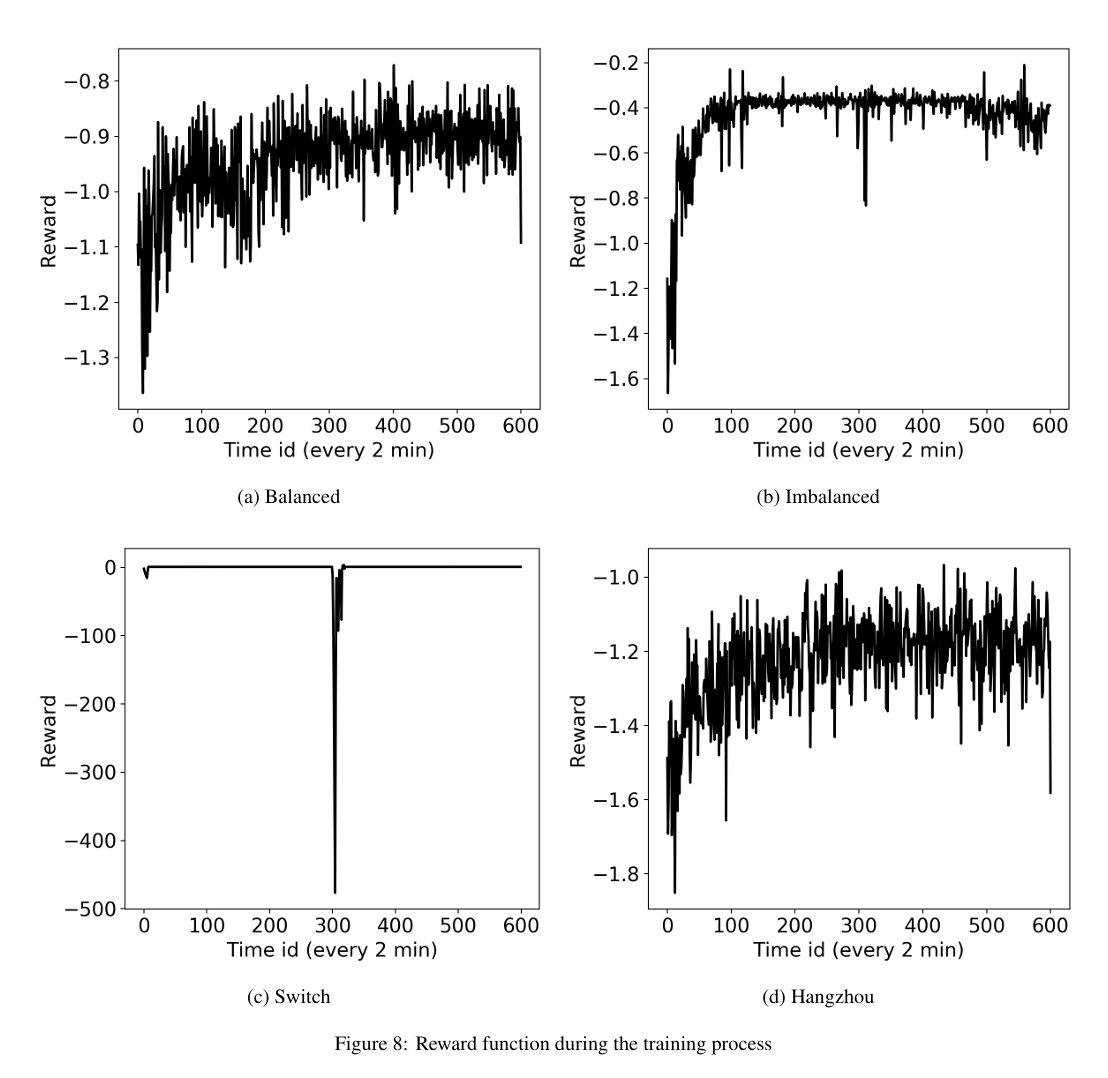 −0.8
−0.9
−1.0
−1.1
−1.2
−1.3
Reward
0 100 200 300 400 500 600
Time id (every 2 min)
(a) Balanced
−0.2
−0.4
−0.6
−0.8
−1.0
−1.2
−1.4
−1.6
Reward
0 100 200 300 400 500 600
Time id (every 2 min)
(b) Imbalanced
0
−100
−200
−300
−400
−500
Reward
0 100 200 300 400 500 600
Time id (every 2 min)
(c) Switch
−1.0
−1.2
−1.4
−1.6
−1.8
Reward
0 100 200 300 400 500 600
Time id (every 2 min)
(d) Hangzhou
Figure 8: Reward function during the training process